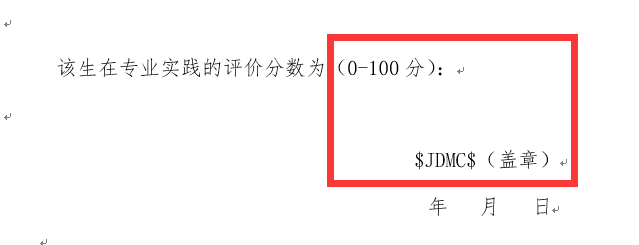 该生在专业实践的评价分数为（0-100 分）：
$JDMC$（盖章）
年 月 日